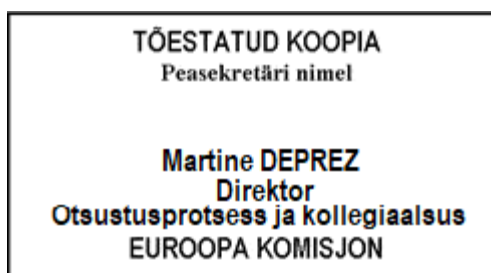 TÕESTATUD KOOPIA
Peasekretäri nimel
Martine DEPREZ
Direktor
Otsustusprotsess ja kollegiaalsus
EUROOPA KOMISJON